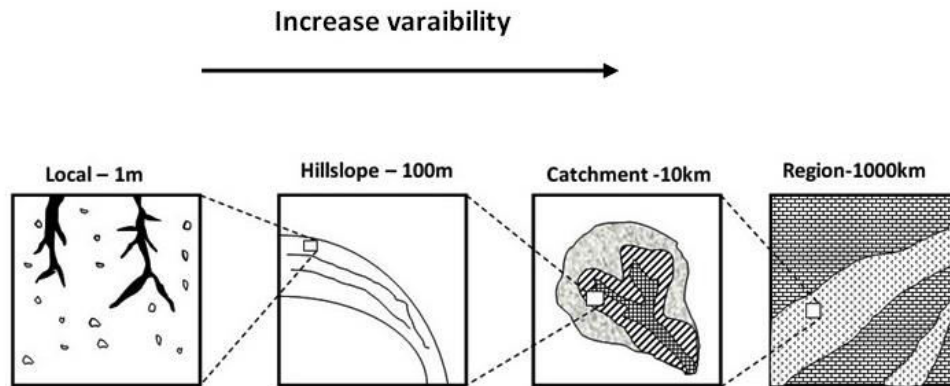 Increase varaibility
Local – 1m
Hillslope – 100m
Catchment -10km
Region-1000km